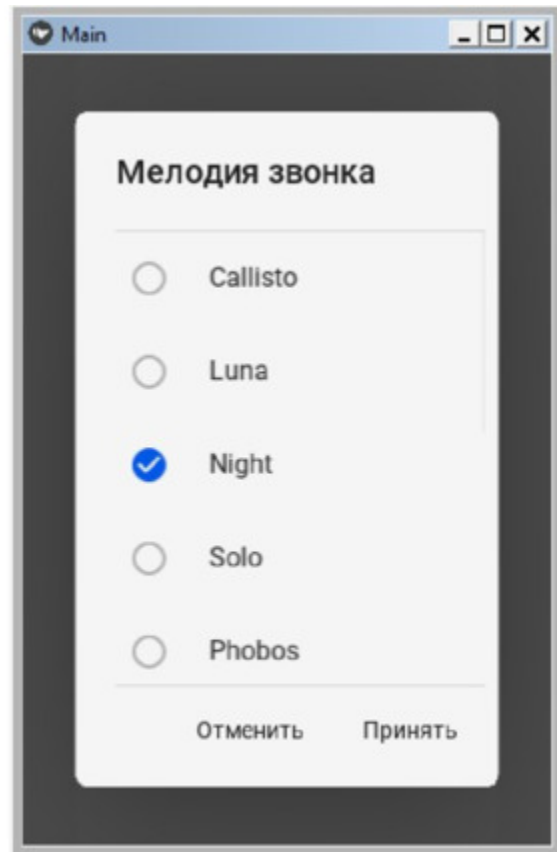 Main
Мелодия звонка
Callisto
Luna
Night
Solo
Phobos
Отменить Принять